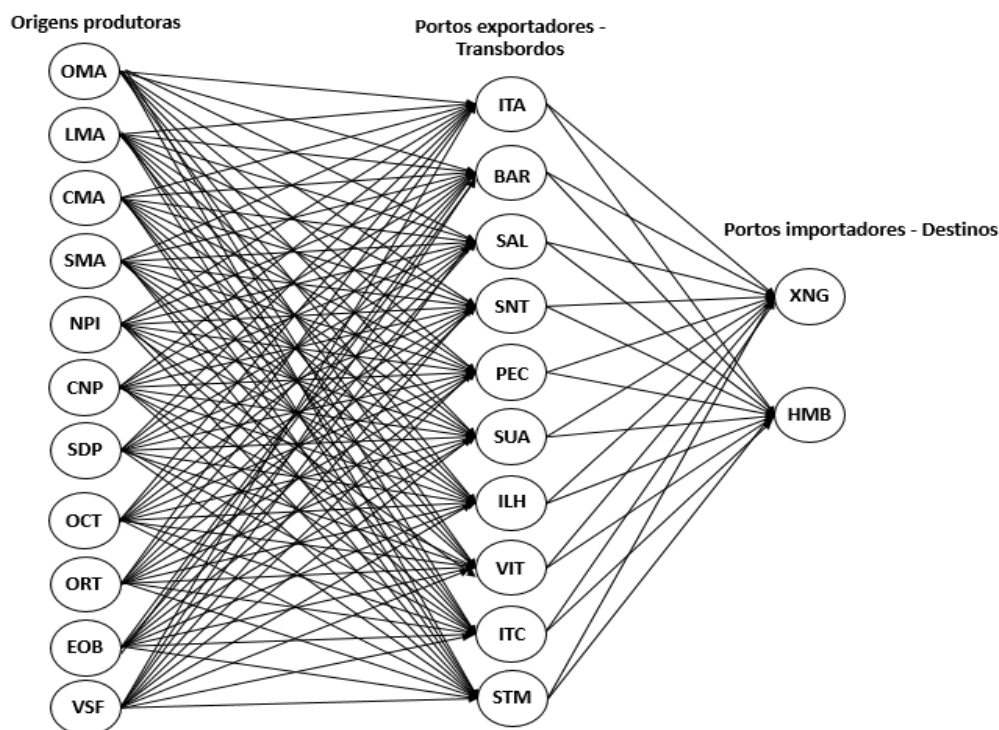 Origens produtoras
OMA
LMA
CMA
SMA
NPI
CNP
SDP
OCT
ORT
EOB
VSF
Portos exportadores -
Transbordos
ITA
BAR
SAL
SNT
PEC
SUA
ILH
VIT
ITC
STM
Portos importadores - Destinos
XNG
HMB